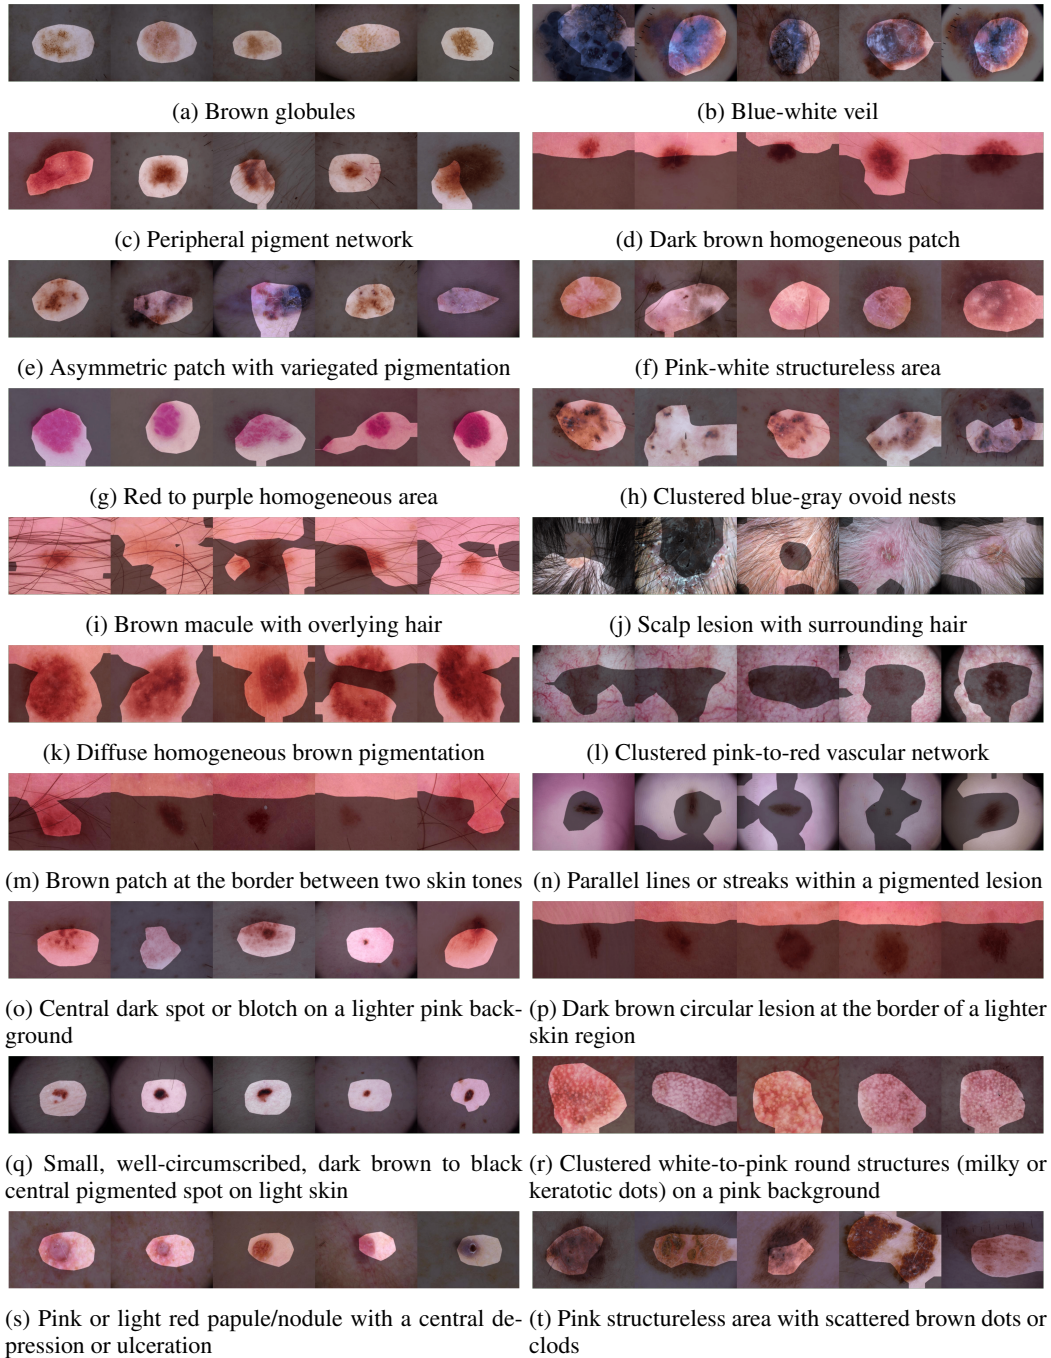 (a) Brown globules
(b) Blue-white veil
(c) Peripheral pigment network
(d) Dark brown homogeneous patch
(e) Asymmetric patch with variegated pigmentation
(f) Pink-white structureless area
(g) Red to purple homogeneous area
(h) Clustered blue-gray ovoid nests
(i) Brown macule with overlying hair
(j) Scalp lesion with surrounding hair
(k) Diffuse homogeneous brown pigmentation
(l) Clustered pink-to-red vascular network
(m) Brown patch at the border between two skin tones
(n) Parallel lines or streaks within a pigmented lesion
(o) Central dark spot or blotch on a lighter pink back-
ground
(p) Dark brown circular lesion at the border of a lighter
skin region
(q) Small, well-circumscribed, dark brown to black
central pigmented spot on light skin
(r) Clustered white-to-pink round structures (milky or
keratotic dots) on a pink background
(s) Pink or light red papule/nodule with a central de-
pression or ulceration
(t) Pink structureless area with scattered brown dots or
clods